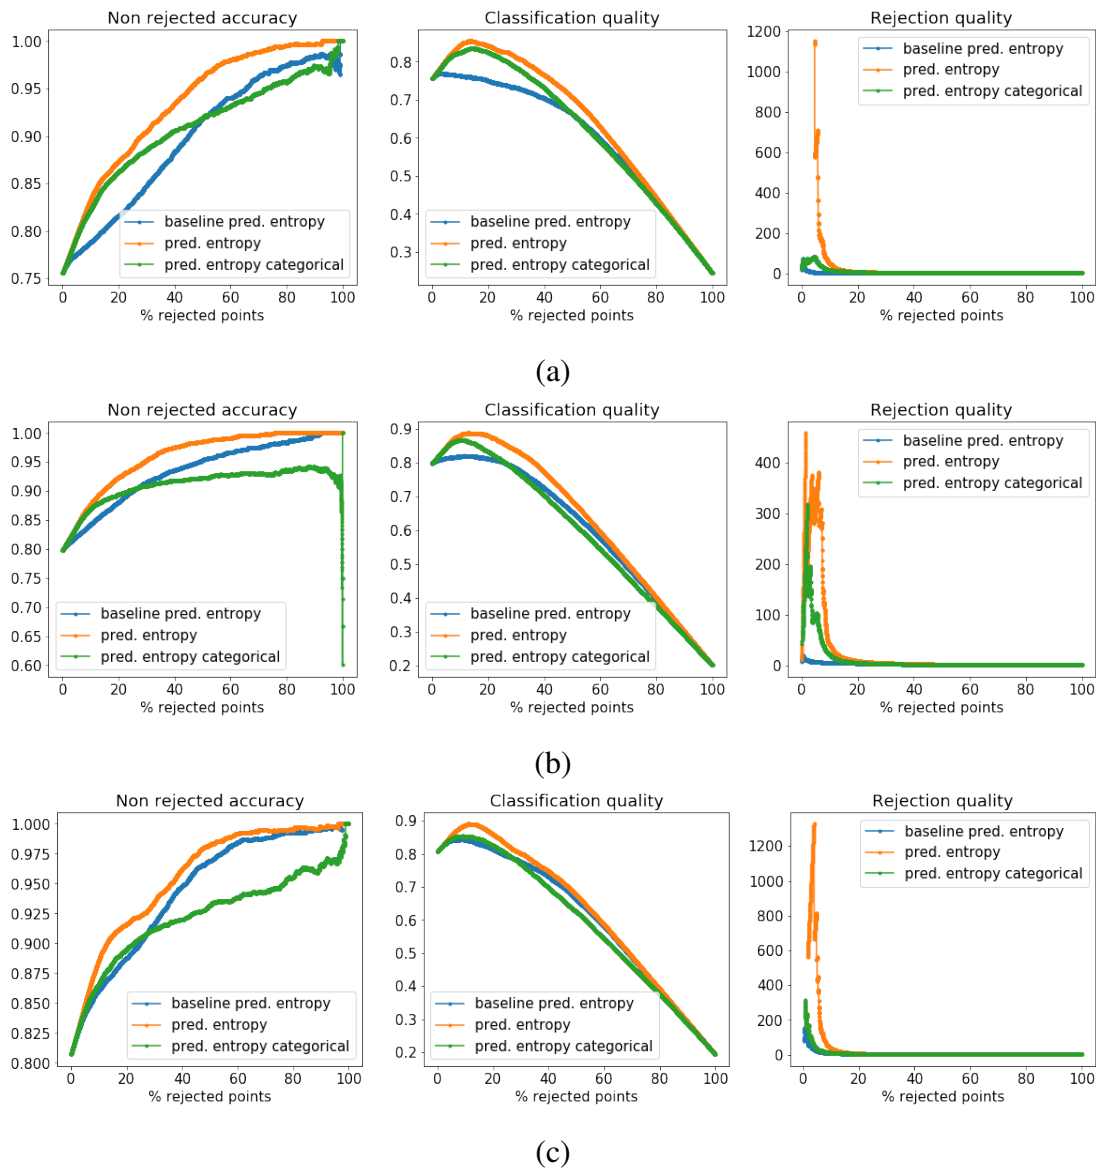 Non rejected accuracy
1.00
0.95
0.90
0.85
0.80
0.75
baseline pred. entropy
pred. entropy
pred. entropy categorical
0 20 40 60 80 100
% rejected points
Classification quality
0.8
0.7
0.6
0.5
0.4
0.3
baseline pred. entropy
pred. entropy
pred. entropy categorical
0 20 40 60 80 100
% rejected points
Rejection quality
1200
1000
800
600
400
200
0
baseline pred. entropy
pred. entropy
pred. entropy categorical
0 20 40 60 80 100
% rejected points
(a)
Non rejected accuracy
1.00
0.95
0.90
0.85
0.80
0.75
0.70
0.65
0.60
baseline pred. entropy
pred. entropy
pred. entropy categorical
0 20 40 60 80 100
% rejected points
Classification quality
0.9
0.8
0.7
0.6
0.5
0.4
0.3
0.2
baseline pred. entropy
pred. entropy
pred. entropy categorical
0 20 40 60 80 100
% rejected points
Rejection quality
400
300
200
100
0
baseline pred. entropy
pred. entropy
pred. entropy categorical
0 20 40 60 80 100
% rejected points
(b)
Non rejected accuracy
1.000
0.975
0.950
0.925
0.900
0.875
0.850
0.825
0.800
baseline pred. entropy
pred. entropy
pred. entropy categorical
0 20 40 60 80 100
% rejected points
Classification quality
0.9
0.8
0.7
0.6
0.5
0.4
0.3
0.2
baseline pred. entropy
pred. entropy
pred. entropy categorical
0 20 40 60 80 100
% rejected points
Rejection quality
1200
1000
800
600
400
200
0
baseline pred. entropy
pred. entropy
pred. entropy categorical
0 20 40 60 80 100
% rejected points
(c)